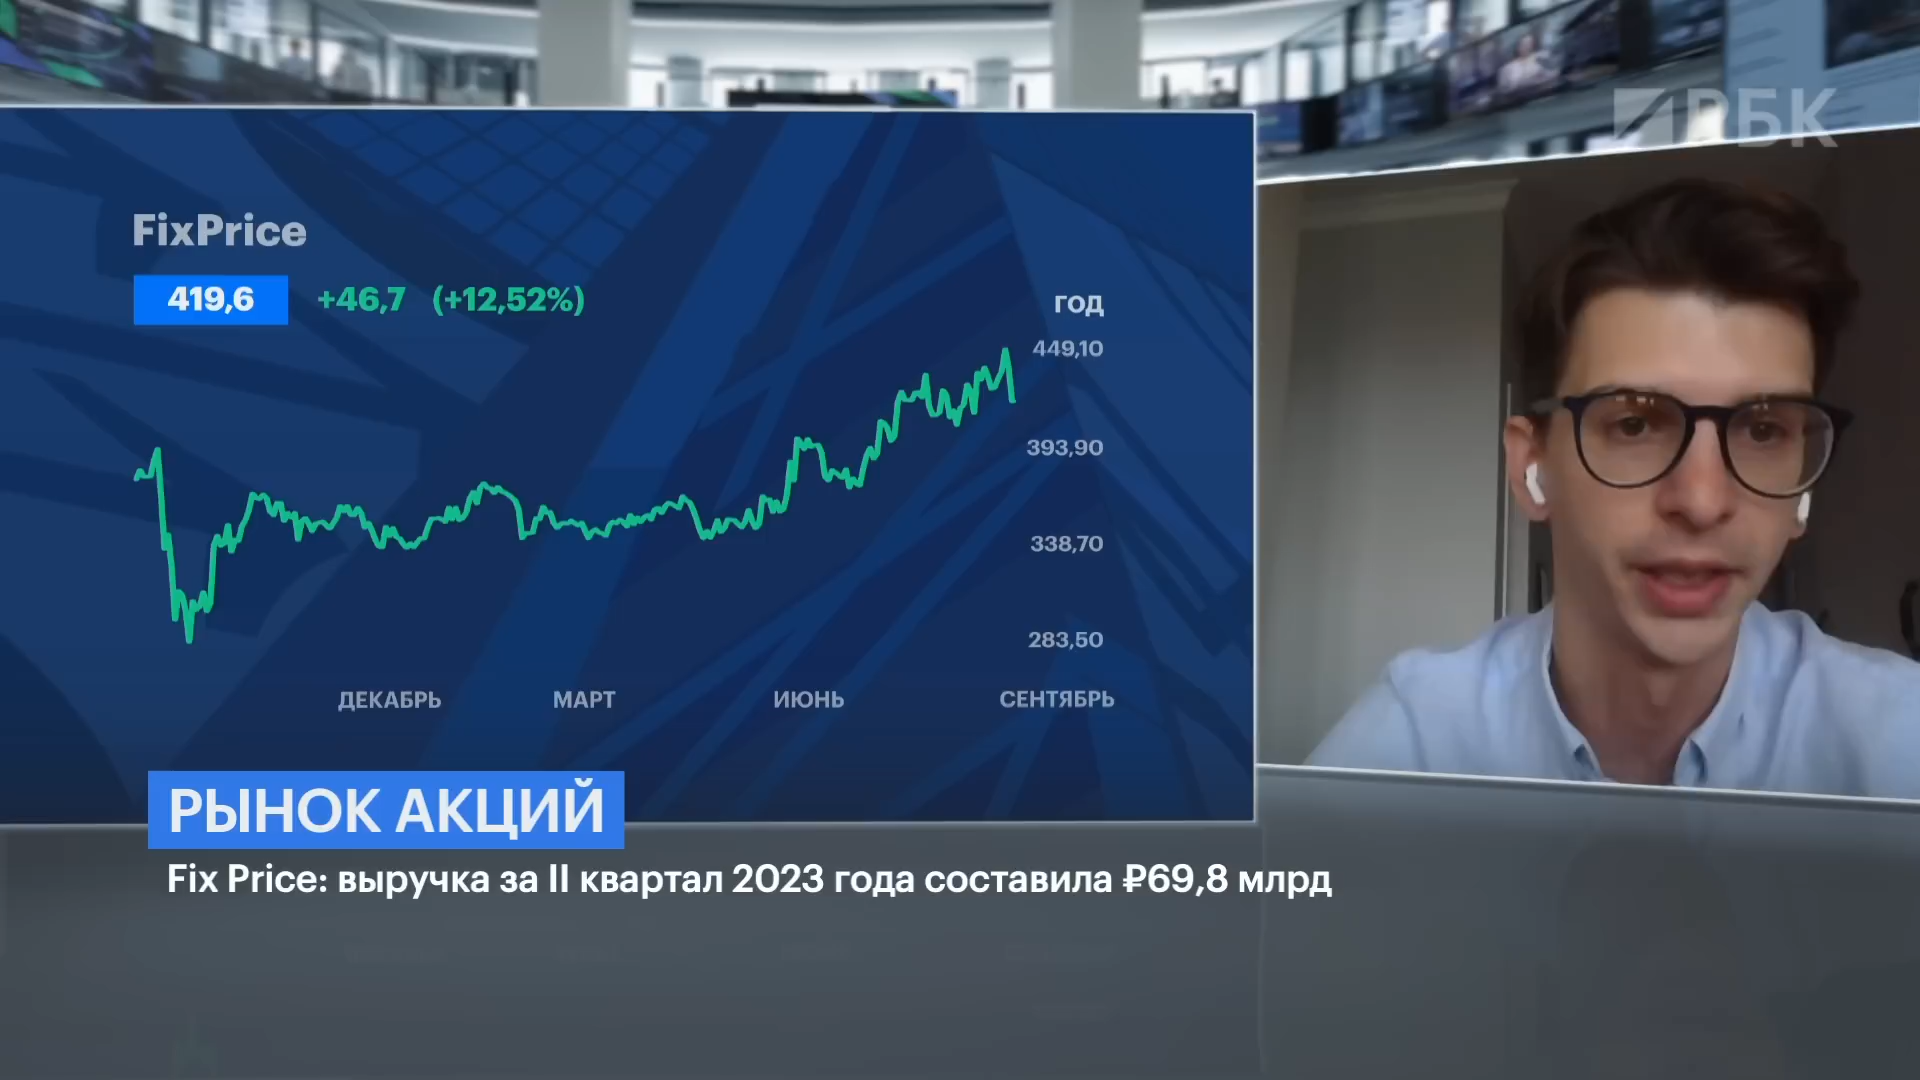 РБК
FixPrice
419,6 +46,7 (+12,52%)
ГОД
449,10
393,90
338,70
283,50
ДЕКАБРЬ МАРТ ИЮНЬ СЕНТЯБРЬ
РЫНОК АКЦИЙ
Fix Price: выручка за II квартал 2023 года составила ₽69,8 млрд